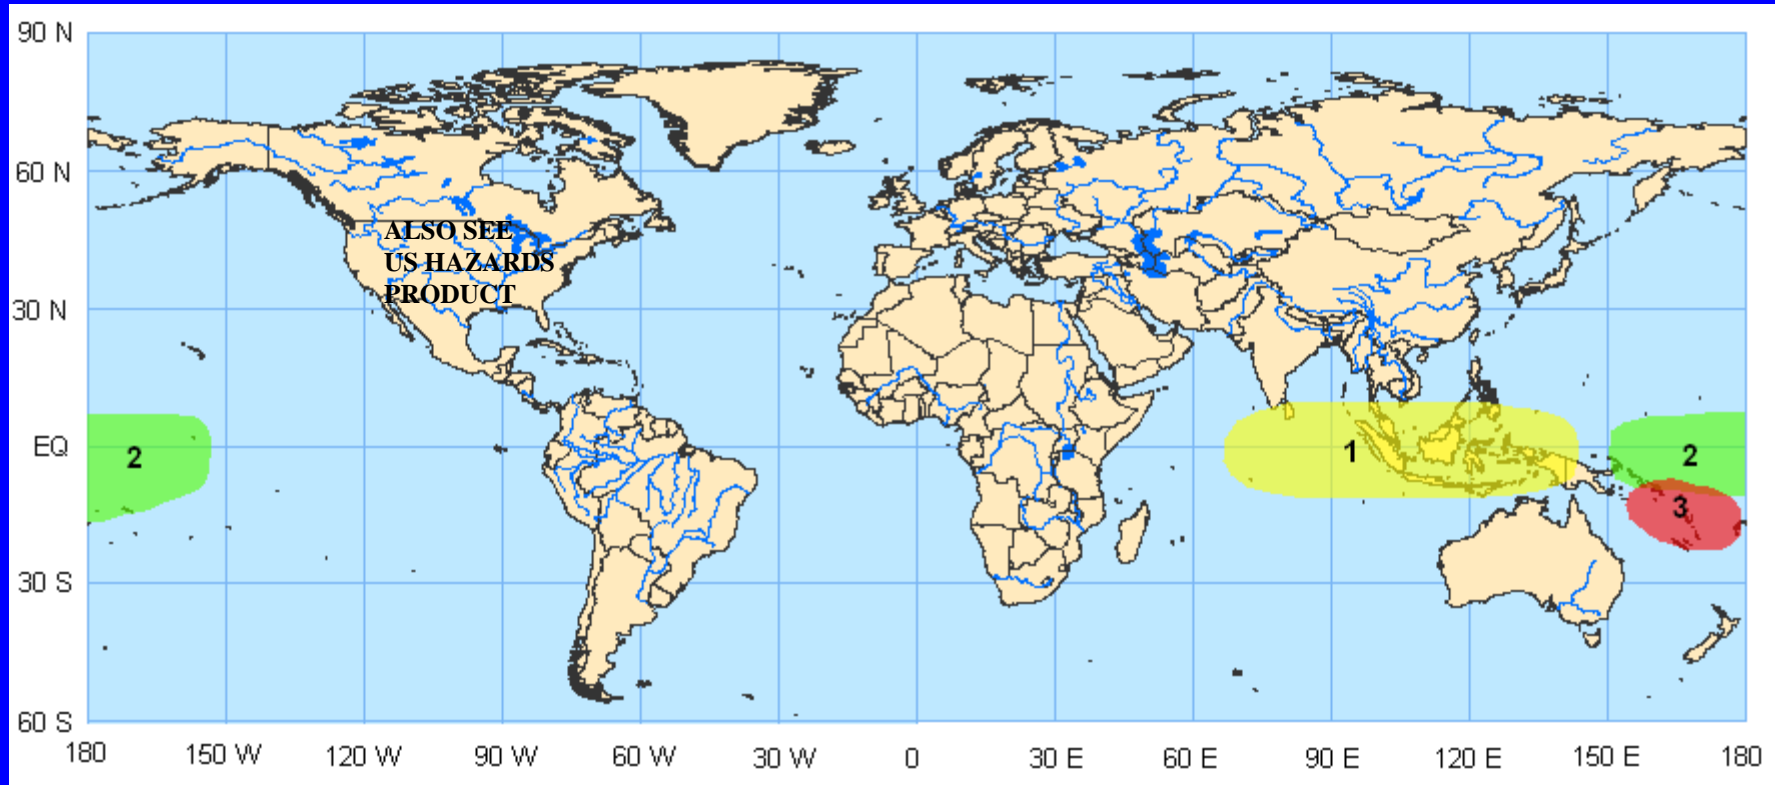 90 N
60 N
ALSO SEE
US HAZARDS
PRODUCT
30 N
EQ
2
1
2
3
30 S
60 S
180 150 W 120 W 90 W 60 W 30 W 0 30 E 60 E 90 E 120 E 150 E 180